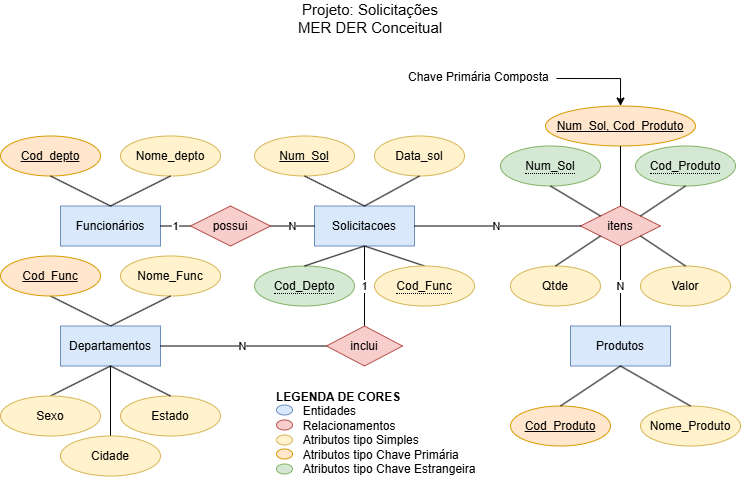 Projeto: Solicitações
MER DER Conceitual
Chave Primária Composta
Num_Sol, Cod_Produto
Cod_depto
Nome_depto
Num_Sol
Data_sol
Num_Sol
Cod_Produto
Funcionários
1
possui
N
Solicitacoes
N
itens
Cod_Func
Nome_Func
Cod_Depto
1
Cod_Func
Qtde
N
Valor
Departamentos
N
inclui
Produtos
Sexo
Estado
Cidade
Cod_Produto
Nome_Produto
LEGENDA DE CORES
Entidades
Relacionamentos
Atributos tipo Simples
Atributos tipo Chave Primária
Atributos tipo Chave Estrangeira